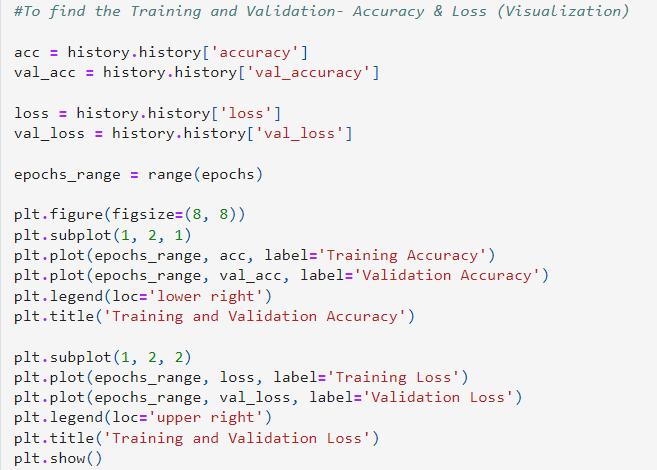 #To find the Training and Validation- Accuracy & Loss (Visualization)
acc = history.history['accuracy']
val_acc = history.history['val_accuracy']
loss = history.history['loss']
val_loss = history.history['val_loss']
epochs_range = range(epochs)
plt.figure(figsize=(8, 8))
plt.subplot(1, 2, 1)
plt.plot(epochs_range, acc, label='Training Accuracy')
plt.plot(epochs_range, val_acc, label='Validation Accuracy')
plt.legend(loc='lower right')
plt.title('Training and Validation Accuracy')
plt.subplot(1, 2, 2)
plt.plot(epochs_range, loss, label='Training Loss')
plt.plot(epochs_range, val_loss, label='Validation Loss')
plt.legend(loc='upper right')
plt.title('Training and Validation Loss')
plt.show()